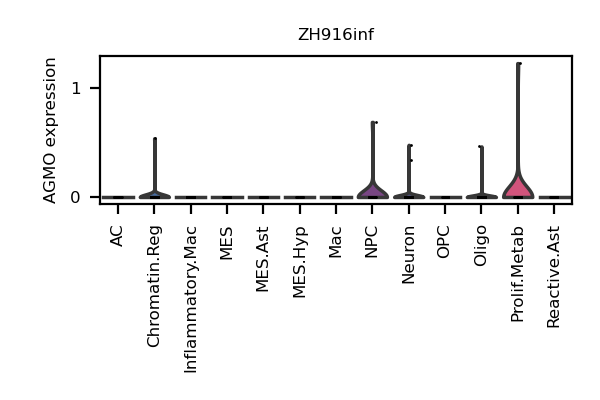 ZH916inf
AGMO expression
1
0
AC
Chromatin.Reg
Inflammatory.Mac
MES
MES.Ast
MES.Hyp
Mac
NPC
Neuron
OPC
Oligo
Prolif.Metab
Reactive.Ast